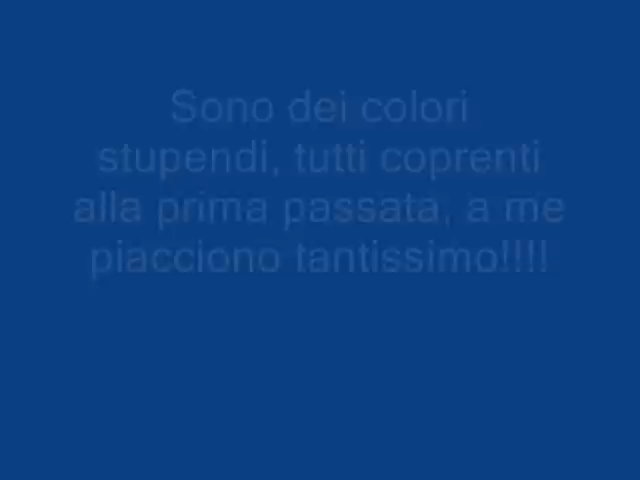 Sono dei colori
stupendi, tutti coprenti
alla prima passata, a me
piacciono tantissimo!!!!